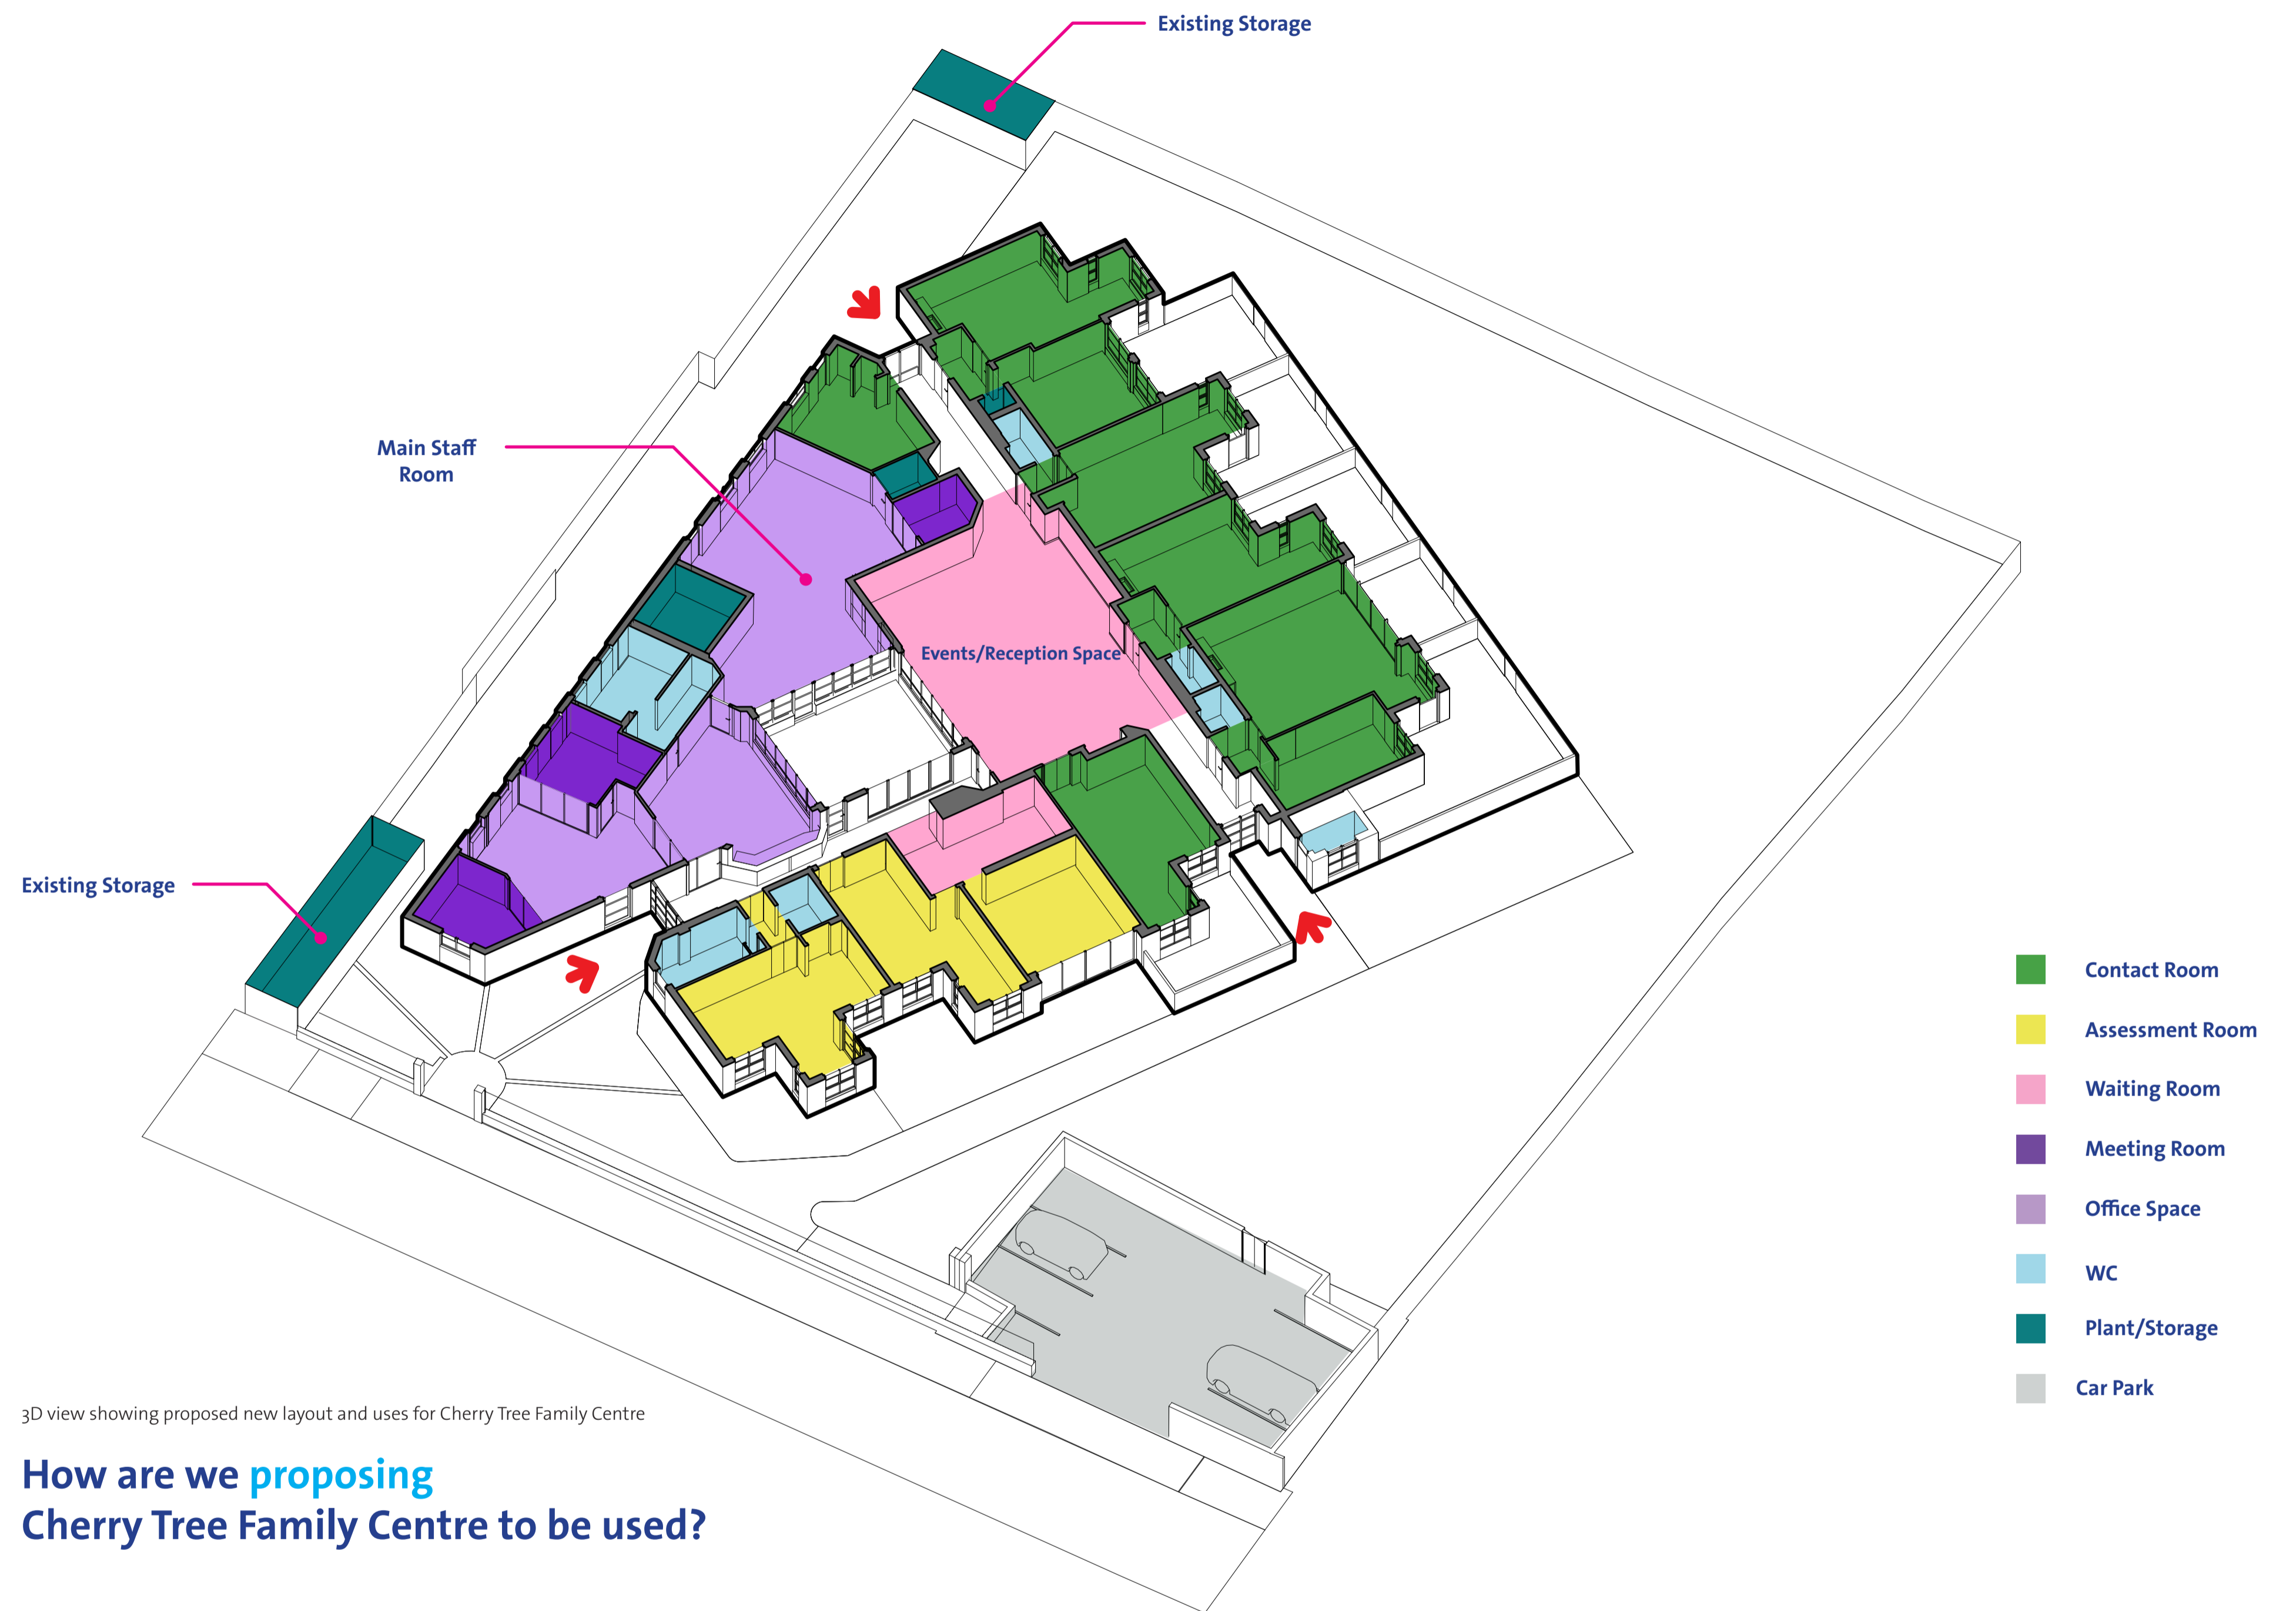 Existing Storage
Main Staff
Room
Events/Reception Space
Existing Storage
Contact Room
Assessment Room
Waiting Room
Meeting Room
Office Space
WC
Plant/Storage
Car Park
3D view showing proposed new layout and uses for Cherry Tree Family Centre
How are we proposing
Cherry Tree Family Centre to be used?